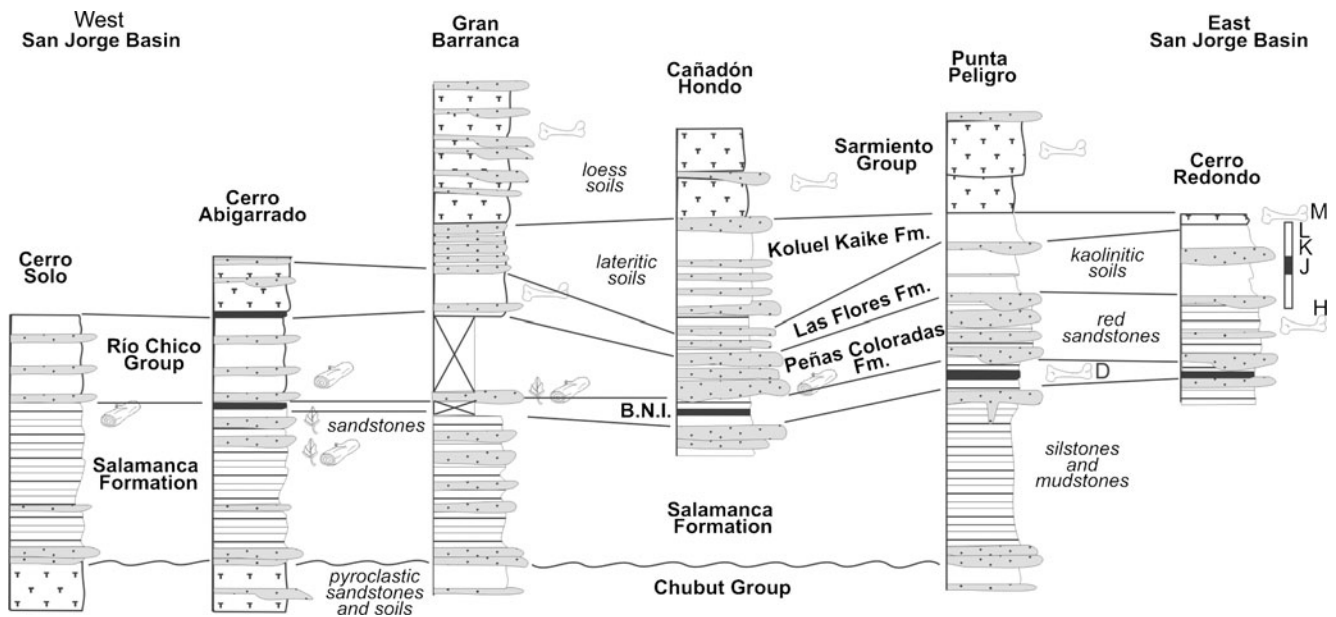 West
San Jorge Basin
Gran
Barranca
East
San Jorge Basin
Cañadón
Hondo
Punta
Peligro
Cerro
Abigarrado
Sarmiento
Group
Cerro
Redondo
loess
soils
M
L
K
J
H
Cerro
Solo
Koluel Kaike Fm.
lateritic
soils
kaolinitic
soils
Las Flores Fm.
red
sandstones
Río Chico
Group
Peñas Coloradas
Fm.
D
B.N.I.
sandstones
Salamanca
Formation
silstones
and
mudstones
Salamanca
Formation
pyroclastic
sandstones
and soils
Chubut Group